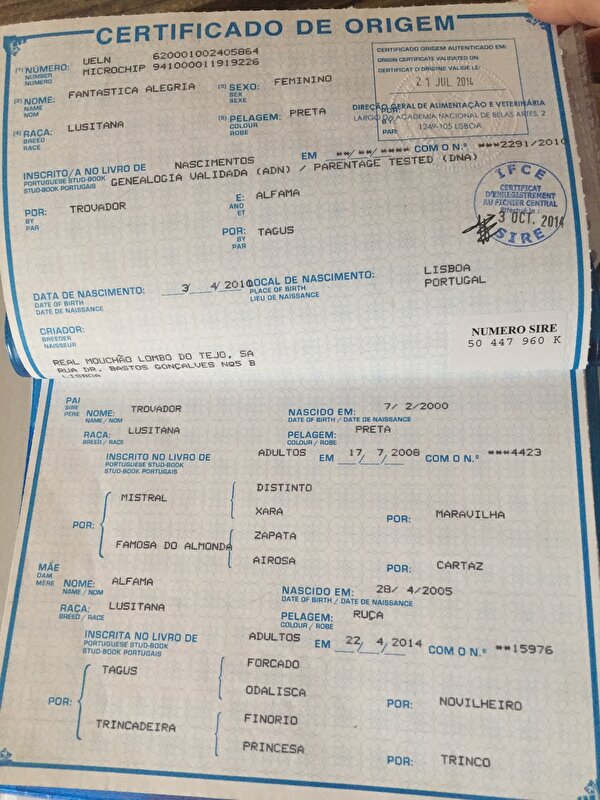 CERTIFICADO DE ORIGEM
(1) NÚMERO: UELN 620001002405864
NUMBER MICROCHIP 941000011919226
NUMERO
(2) NOME: FANTASTICA ALEGRIA (3) SEXO: FEMININO
NAME SEX
NOM SEXE
(4) RAÇA: LUSITANA (5) PELAGEM: PRETA
BREED COLOUR
RACE ROBE
CERTIFICADO ORIGEM AUTENTICADO EM:
ORIGIN CERTIFICATE VALIDATED ON:
CERTIFICAT D'ORIGINE VALIDÉ LE:
21 JUL 2014
POR: DIREÇÃO GERAL DE ALIMENTAÇÃO E VETERINÁRIA
BY: LARGO DA ACADEMIA NACIONAL DE BELAS ARTES, 2
PAR: 1249-105 LISBOA
INSCRITO/A NO LIVRO DE NASCIMENTOS EM **/**/**** COM O N.º ***2291/2010
PORTUGUESE STUD-BOOK GENEALOGIA VALIDADA (ADN) / PARENTAGE TESTED (DNA)
STUD-BOOK PORTUGAIS
POR: TROVADOR E: ALFAMA
BY AND
PAR ET
POR: TAGUS
BY
PAR
IFCE
CERTIFICAT
D'ENREGISTREMENT
AU FICHIER CENTRAL
Effectué le :
3 OCT. 2014
SIRE
DATA DE NASCIMENTO: 3/ 4/2010 LOCAL DE NASCIMENTO: LISBOA
DATE OF BIRTH PLACE OF BIRTH PORTUGAL
DATE DE NAISSANCE LIEU DE NAISSANCE
CRIADOR:
BREEDER
NAISSEUR
REAL MOUCHÃO LOMBO DO TEJO, SA
RUA DR. BASTOS GONÇALVES Nº5 B
LISBOA
NUMERO SIRE
50 447 960 K
PAI
SIRE
PÈRE
NOME: TROVADOR NASCIDO EM: 7/ 2/2000
NAME / NOM DATE OF BIRTH / DATE DE NAISSANCE
RAÇA: LUSITANA PELAGEM: PRETA
BREED / RACE COLOUR / ROBE
INSCRITO NO LIVRO DE ADULTOS EM 17/ 7/2008 COM O N.º ***4423
PORTUGUESE STUD-BOOK
STUD-BOOK PORTUGAIS
DISTINTO
MISTRAL
XARA POR: MARAVILHA
POR:
ZAPATA
FAMOSA DO ALMONDA
AIROSA POR: CARTAZ
MÃE
DAM
MÈRE
NOME: ALFAMA NASCIDO EM: 28/ 4/2005
NAME / NOM DATE OF BIRTH / DATE DE NAISSANCE
RAÇA: LUSITANA PELAGEM: RUÇA
BREED / RACE COLOUR / ROBE
INSCRITA NO LIVRO DE ADULTOS EM 22/ 4/2014 COM O N.º **15976
PORTUGUESE STUD-BOOK
STUD-BOOK PORTUGAIS
FORCADO
TAGUS
ODALISCA POR: NOVILHEIRO
POR:
FINORIO
TRINCADEIRA
PRINCESA POR: TRINCO